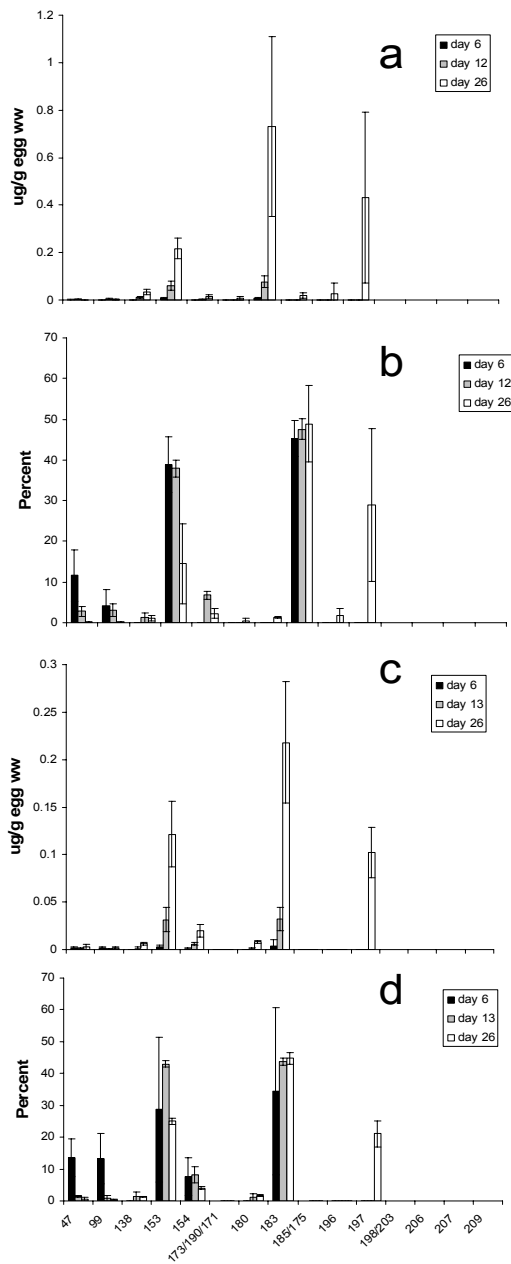 a
day 6
day 12
day 26
ug/g egg ww
1.2
1
0.8
0.6
0.4
0.2
0
b
day 6
day 12
day 26
Percent
70
60
50
40
30
20
10
0
c
day 6
day 13
day 26
ug/g egg ww
0.3
0.25
0.2
0.15
0.1
0.05
0
d
day 6
day 13
day 26
Percent
70
60
50
40
30
20
10
0
47
99
138
153
154
173/190/171
180
183
185/175
196
197
198/203
206
207
209